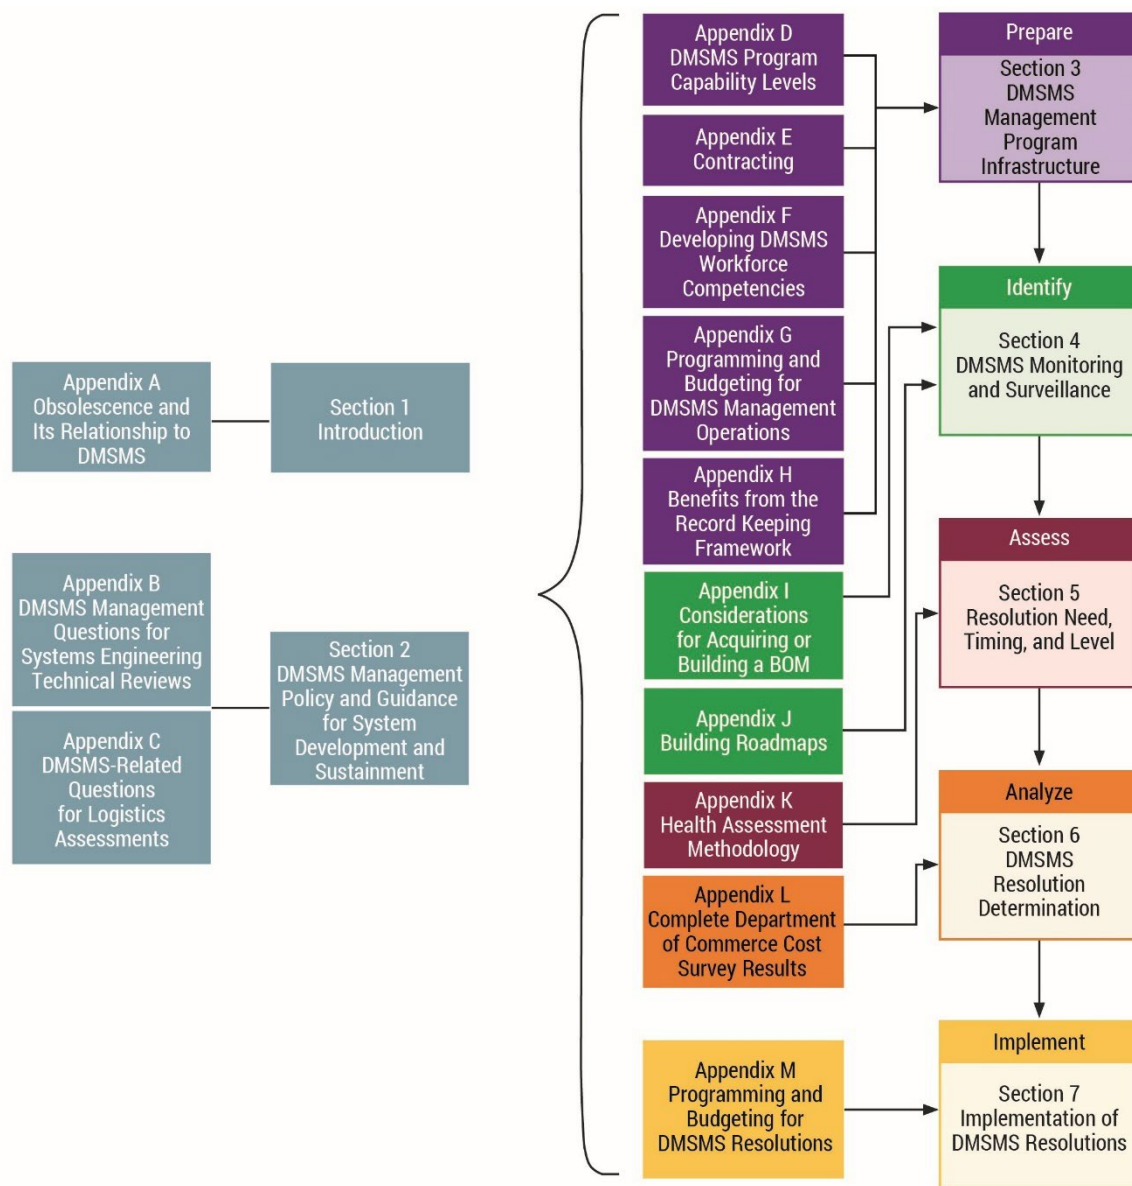 Appendix A
Obsolescence and
Its Relationship to
DMSMS
Section 1
Introduction
Appendix B
DMSMS Management
Questions for
Systems Engineering
Technical Reviews
Appendix C
DMSMS-Related
Questions
for Logistics
Assessments
Section 2
DMSMS Management
Policy and Guidance
for System
Development and
Sustainment
Appendix D
DMSMS Program
Capability Levels
Appendix E
Contracting
Appendix F
Developing DMSMS
Workforce
Competencies
Appendix G
Programming and
Budgeting for
DMSMS Management
Operations
Appendix H
Benefits from the
Record Keeping
Framework
Appendix I
Considerations
for Acquiring or
Building a BOM
Appendix J
Building Roadmaps
Appendix K
Health Assessment
Methodology
Appendix L
Complete Department
of Commerce Cost
Survey Results
Appendix M
Programming and
Budgeting for
DMSMS Resolutions
Prepare
Section 3
DMSMS
Management
Program
Infrastructure
Identify
Section 4
DMSMS Monitoring
and Surveillance
Assess
Section 5
Resolution Need,
Timing, and Level
Analyze
Section 6
DMSMS
Resolution
Determination
Implement
Section 7
Implementation of
DMSMS Resolutions